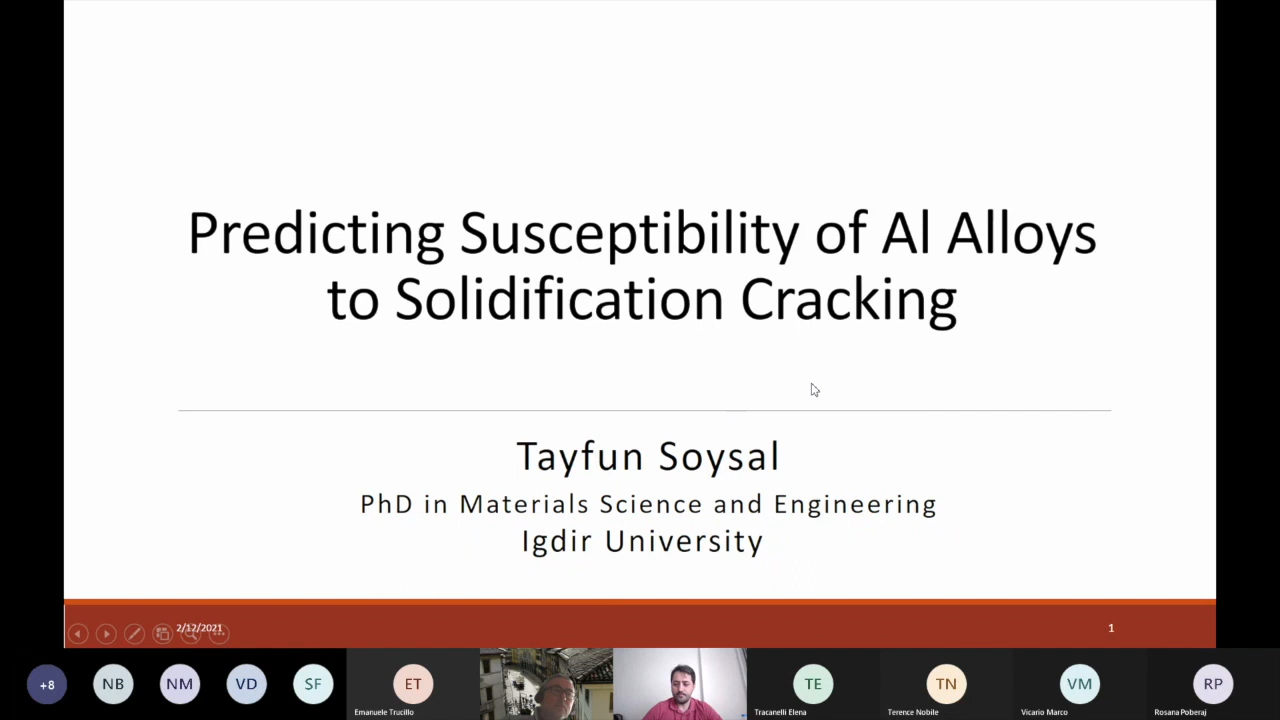 Predicting Susceptibility of Al Alloys
to Solidification Cracking
Tayfun Soysal
PhD in Materials Science and Engineering
Igdir University
2/12/2021
1
+8
NB
NM
VD
SF
ET
Emanuele Trucillo
TE
Tracanelli Elena
TN
Terence Nobile
VM
Vicario Marco
RP
Rosana Poberaj